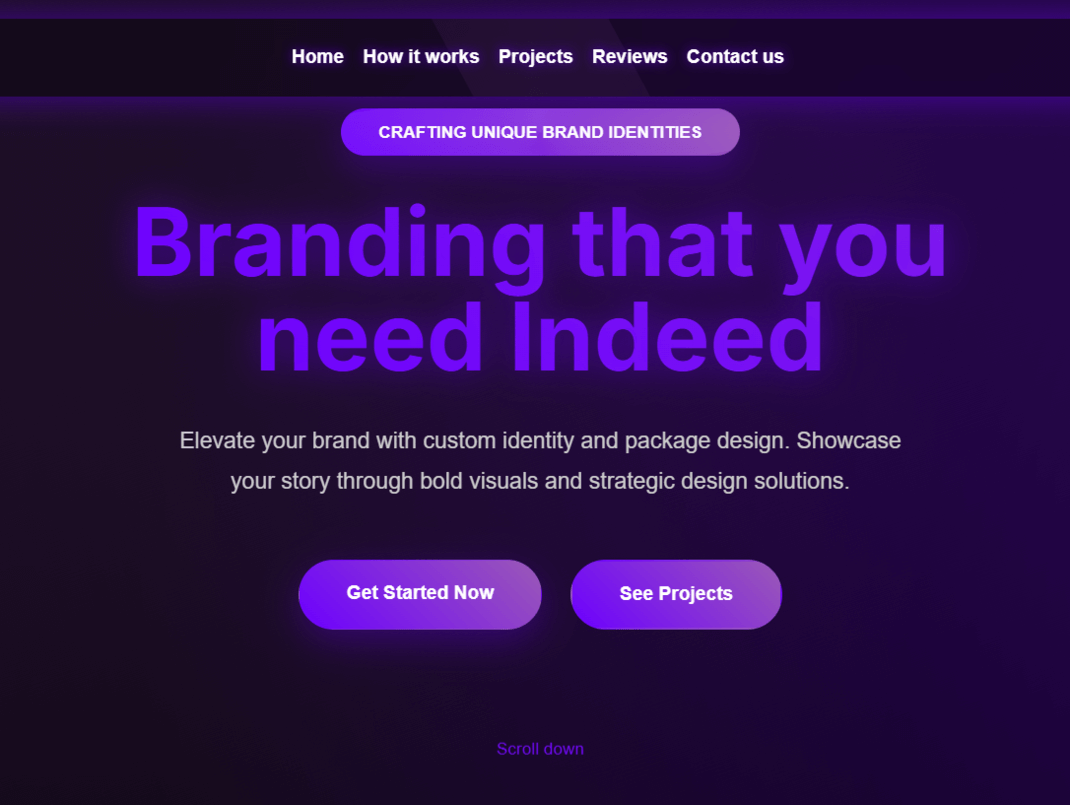 Home How it works Projects Reviews Contact us
CRAFTING UNIQUE BRAND IDENTITIES
Branding that you
need Indeed
Elevate your brand with custom identity and package design. Showcase
your story through bold visuals and strategic design solutions.
Get Started Now See Projects
Scroll down